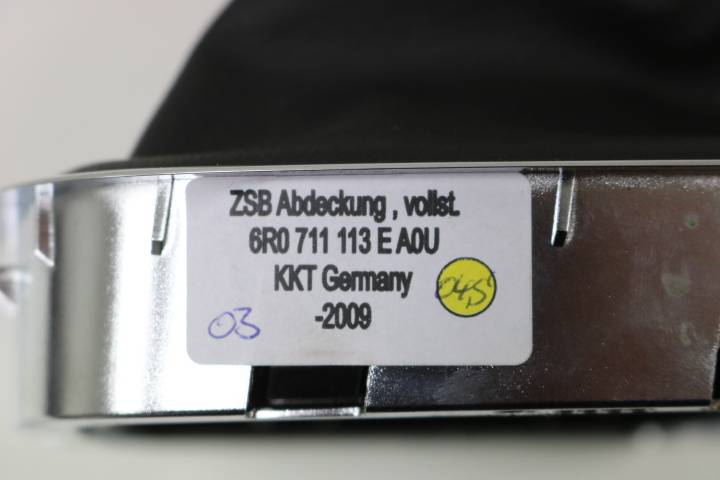 ZSB Abdeckung , vollst.
6R0 711 113 E A0U
KKT Germany
-2009
03